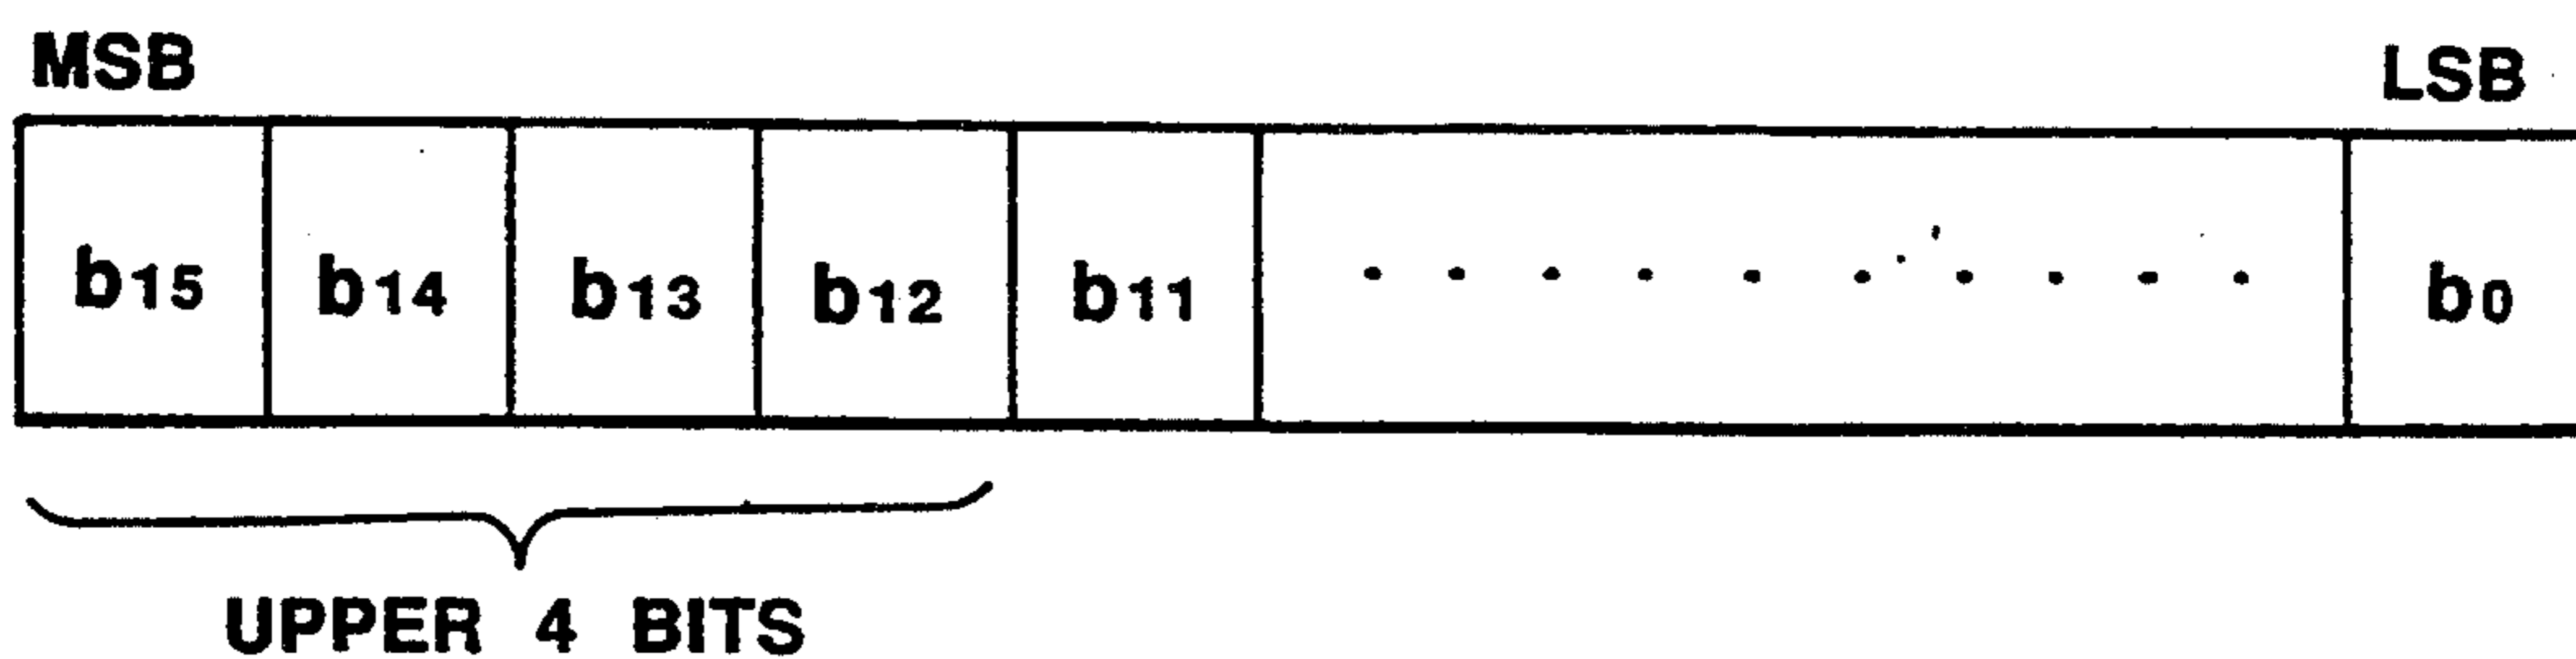 MSB LSB
b15 b14 b13 b12 b11 . . . . . . . . . . b0
UPPER 4 BITS